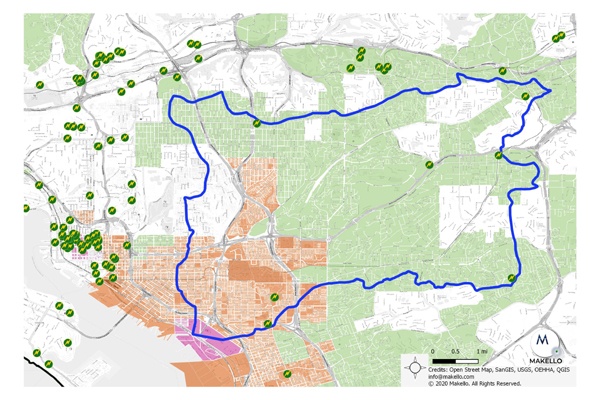 M
MAKELLO
0 0.5 1 mi
Credits: Open Street Map, SanGIS, USGS, OEHHA, QGIS
info@makello.com
© 2020 Makello. All Rights Reserved.